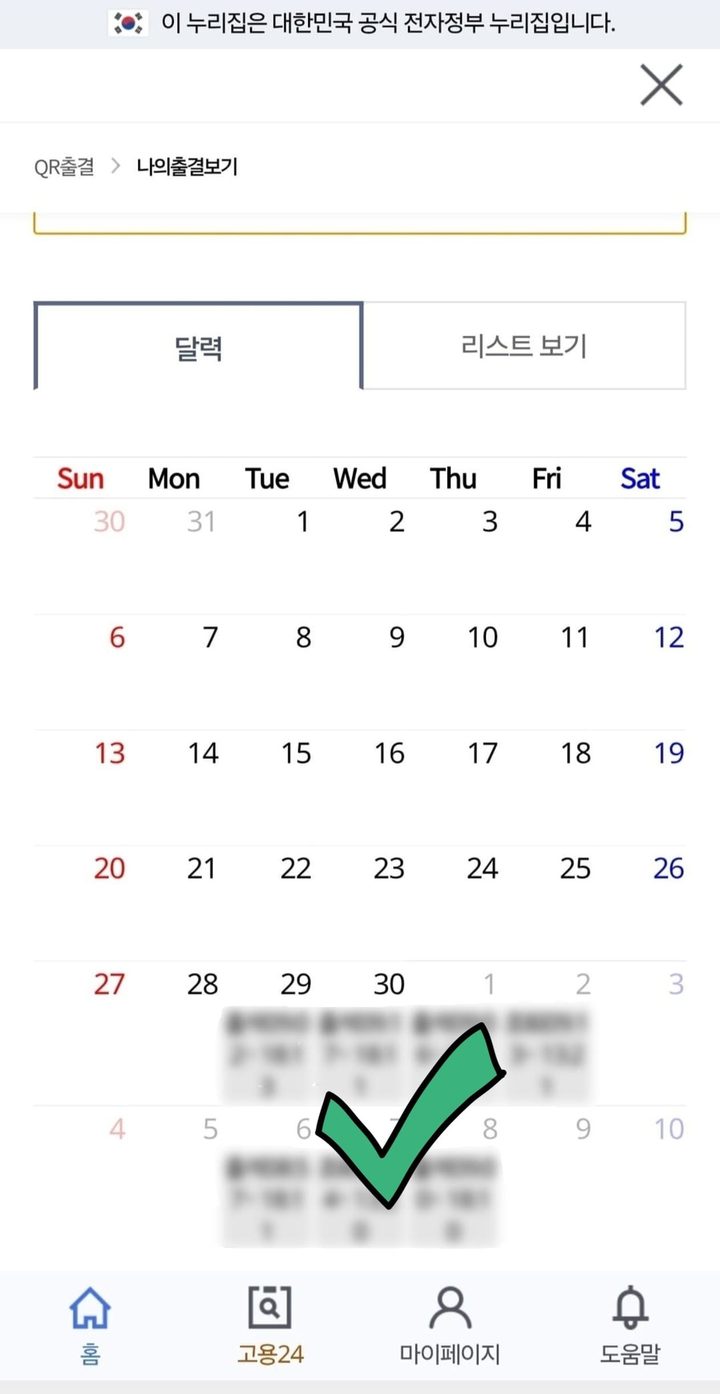 이 누리집은 대한민국 공식 전자정부 누리집입니다.
QR출결 > 나의출결보기
달력 리스트 보기
Sun Mon Tue Wed Thu Fri Sat
30 31 1 2 3 4 5
6 7 8 9 10 11 12
13 14 15 16 17 18 19
20 21 22 23 24 25 26
27 28 29 30 1 2 3
4 5 6 8 9 10
홈 고용24 마이페이지 도움말